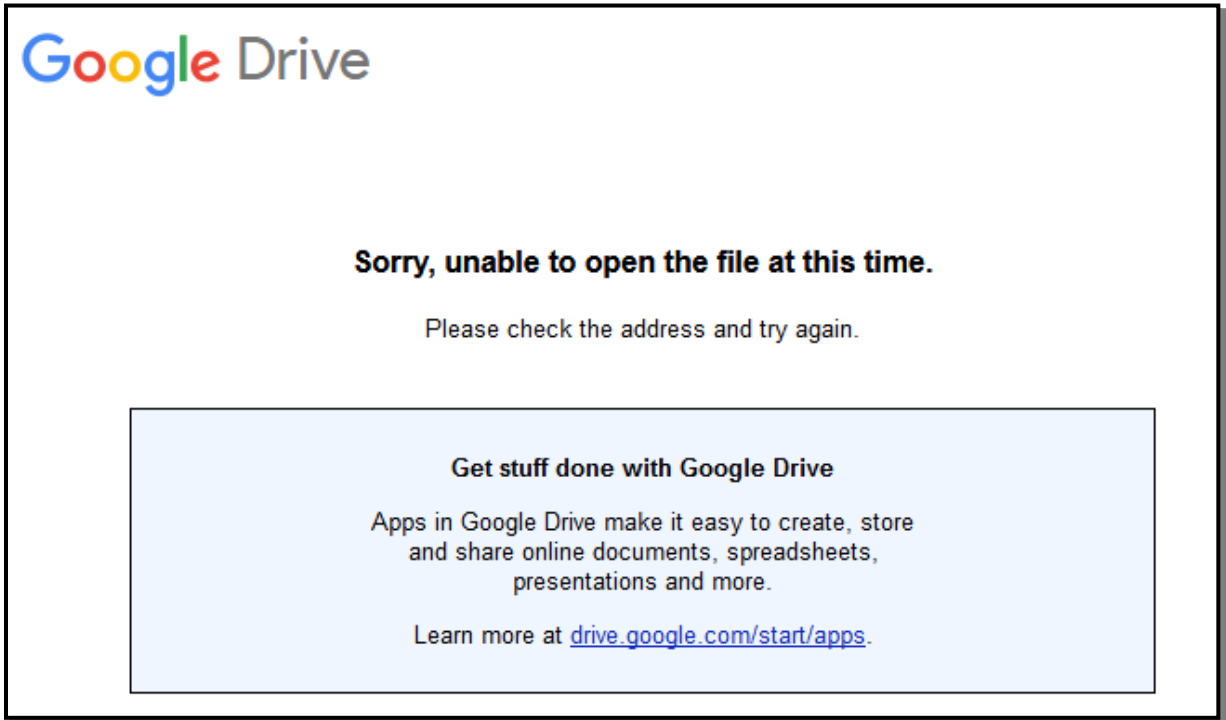 Google Drive
Sorry, unable to open the file at this time.
Please check the address and try again.
Get stuff done with Google Drive
Apps in Google Drive make it easy to create, store
and share online documents, spreadsheets,
presentations and more.
Learn more at drive.google.com/start/apps.